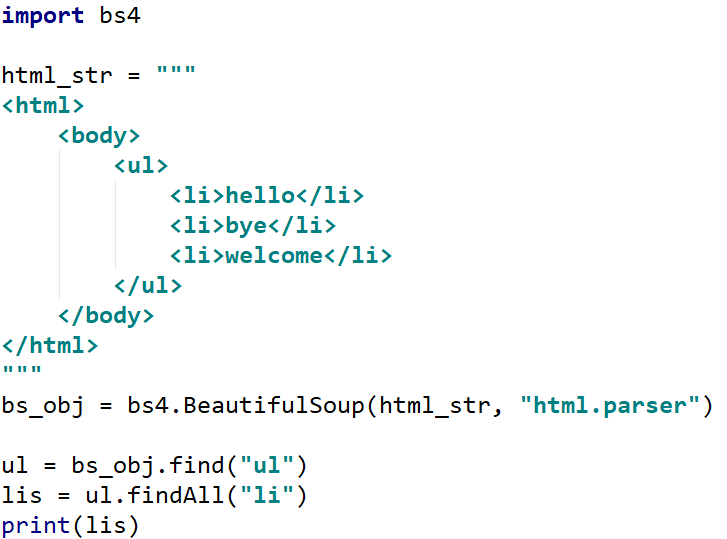 import bs4
html_str = """
<html>
    <body>
        <ul>
            <li>hello</li>
            <li>bye</li>
            <li>welcome</li>
        </ul>
    </body>
</html>
"""
bs_obj = bs4.BeautifulSoup(html_str, "html.parser")
ul = bs_obj.find("ul")
lis = ul.findAll("li")
print(lis)